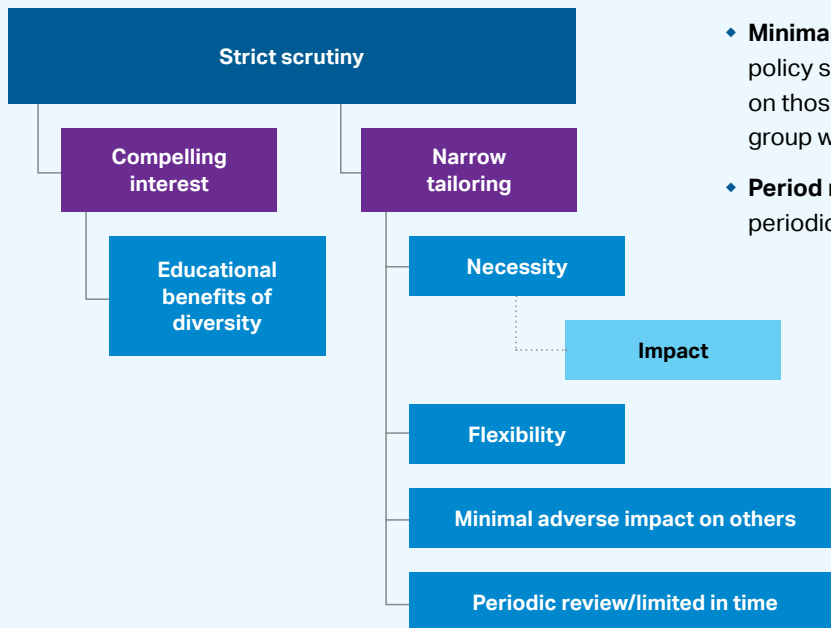 Strict scrutiny
Compelling
interest
Educational
benefits of
diversity
Narrow
tailoring
Necessity
Impact
Flexibility
Minimal adverse impact on others
Periodic review/limited in time
Minima
policy s
on thos
group w
Period
periodic